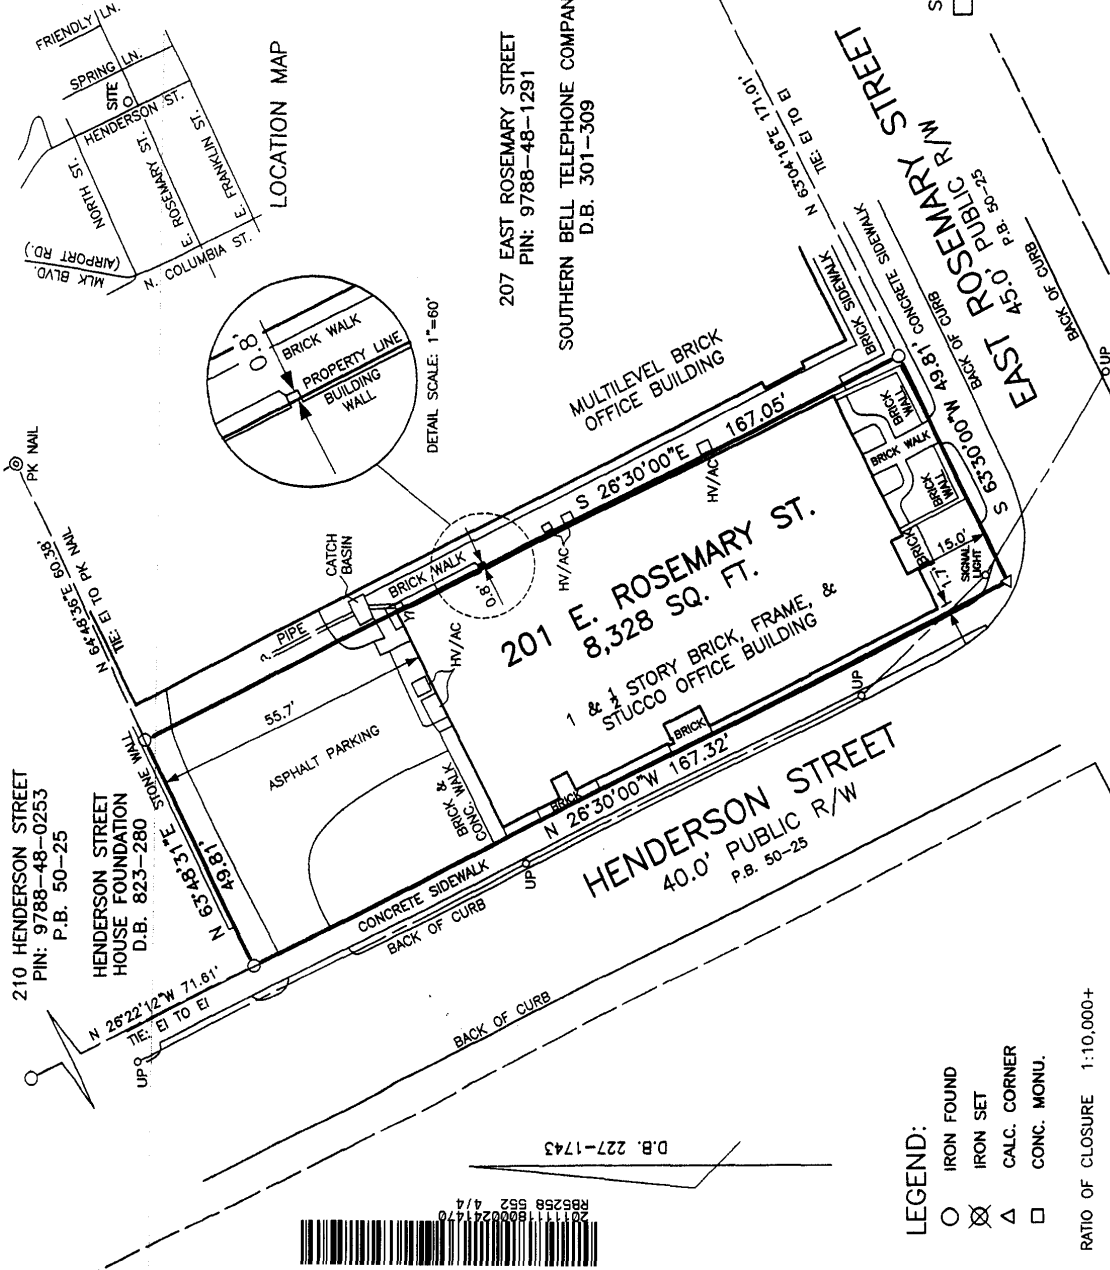 FRIENDLY LN.
SPRING LN.
SITE
HENDERSON ST.
NORTH ST.
E. ROSEMARY ST.
E. FRANKLIN ST.
MLK BLVD.
(AIRPORT RD.)
N. COLUMBIA ST.
LOCATION MAP
207 EAST ROSEMARY STREET
PIN: 9788-48-1291
SOUTHERN BELL TELEPHONE COMPAN
D.B. 301-309
0.8'
BRICK WALK
PROPERTY LINE
BUILDING
WALL
DETAIL SCALE: 1"=60'
PK NAIL
N 64°48'36"E 60.38'
TIE: EI TO PK NAIL
MULTILEVEL BRICK
OFFICE BUILDING
N 63°04'16"E 171.01'
TIE: EI TO EI
EAST ROSEMARY STREET
45.0' PUBLIC R/W
P.B. 50-25
BACK OF CURB
BRICK SIDEWALK
CONCRETE SIDEWALK
BACK OF CURB
S 63°30'00"W 49.81'
UP
CATCH
BASIN
PIPE
BRICK WALK
0.8'
HV/AC
S 26°30'00"E 167.05'
HV/AC
HV/AC
201 E. ROSEMARY ST.
8,328 SQ. FT.
1 & ½ STORY BRICK, FRAME, &
STUCCO OFFICE BUILDING
BRICK
WALL
BRICK WALK
BRICK
WALL
BRICK
15.0'
1.7'
SIGNAL
LIGHT
55.7'
ASPHALT PARKING
BRICK &
CONC. WALK
BRICK
BRICK
N 26°30'00"W 167.32'
UP
UP
210 HENDERSON STREET
PIN: 9788-48-0253
P.B. 50-25
HENDERSON STREET
HOUSE FOUNDATION
D.B. 823-280
STONE WALL
N 63°48'31"E
49.81'
N 26°22'12"W 71.61'
TIE: EI TO EI
UP
CONCRETE SIDEWALK
BACK OF CURB
BACK OF CURB
HENDERSON STREET
40.0' PUBLIC R/W
P.B. 50-25
D.B. 227-1743
20111118000241470
RB5258 552 4/4
LEGEND:
IRON FOUND
IRON SET
CALC. CORNER
CONC. MONU.
RATIO OF CLOSURE 1:10,000+
S